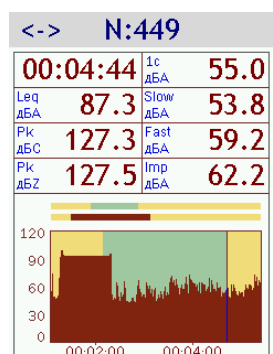 <-> N:449
00:04:44 1с дБА 55.0
Leq дБА 87.3 Slow дБА 53.8
Pk дБC 127.3 Fast дБА 59.2
Pk дБZ 127.5 Imp дБА 62.2
120
90
60
30
0
00:02:00 00:04:00